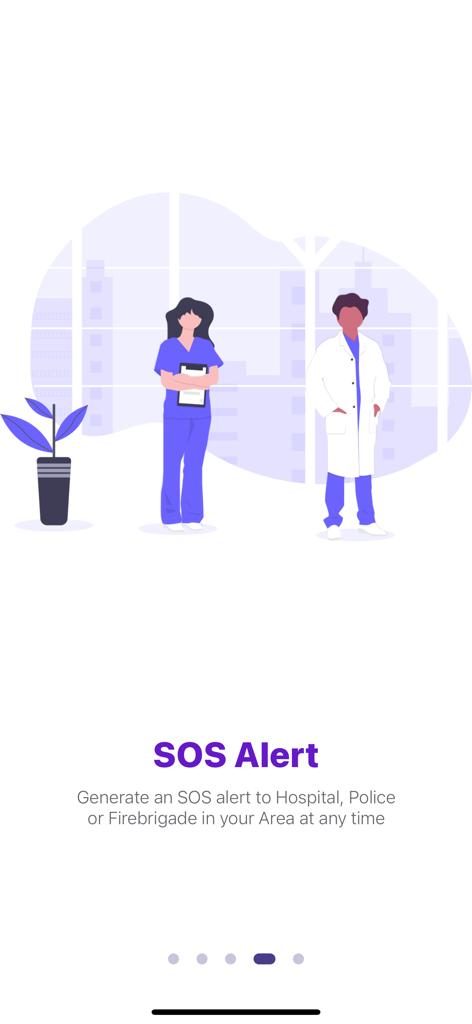 SOS Alert
Generate an SOS alert to Hospital, Police
or Firebrigade in your Area at any time